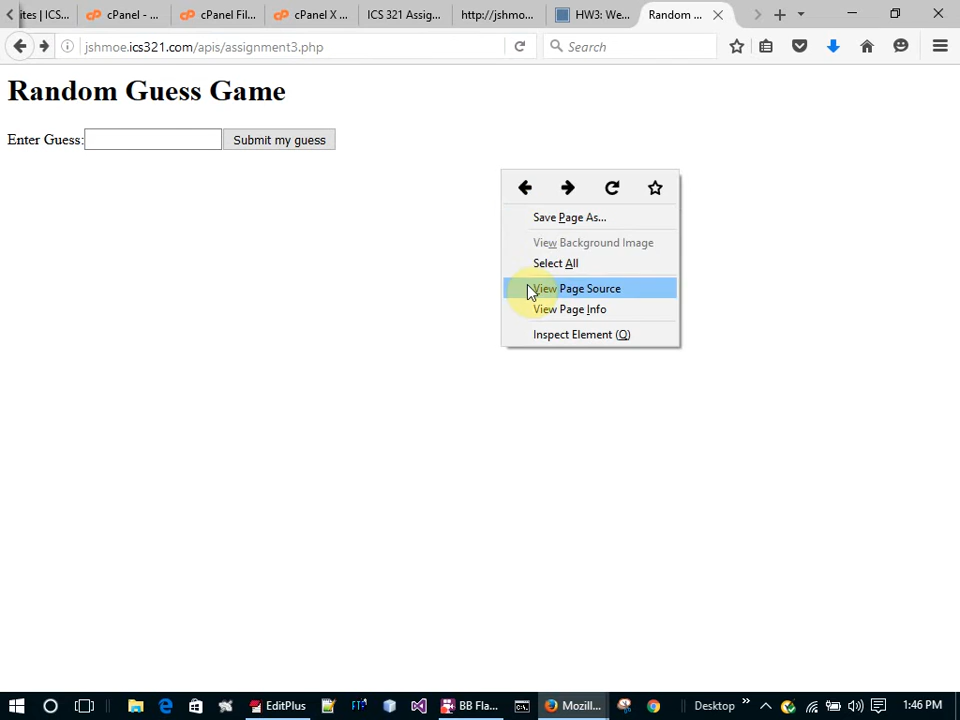 ites | ICS...
cPanel - ...
cPanel Fil...
cPanel X ...
ICS 321 Assig...
http://jshmo...
HW3: We...
Random ...
jshmoe.ics321.com/apis/assignment3.php
Search
Random Guess Game
Enter Guess:
Submit my guess
Save Page As...
View Background Image
Select All
View Page Source
View Page Info
Inspect Element (Q)
EditPlus
BB Fla...
Mozill...
Desktop
1:46 PM